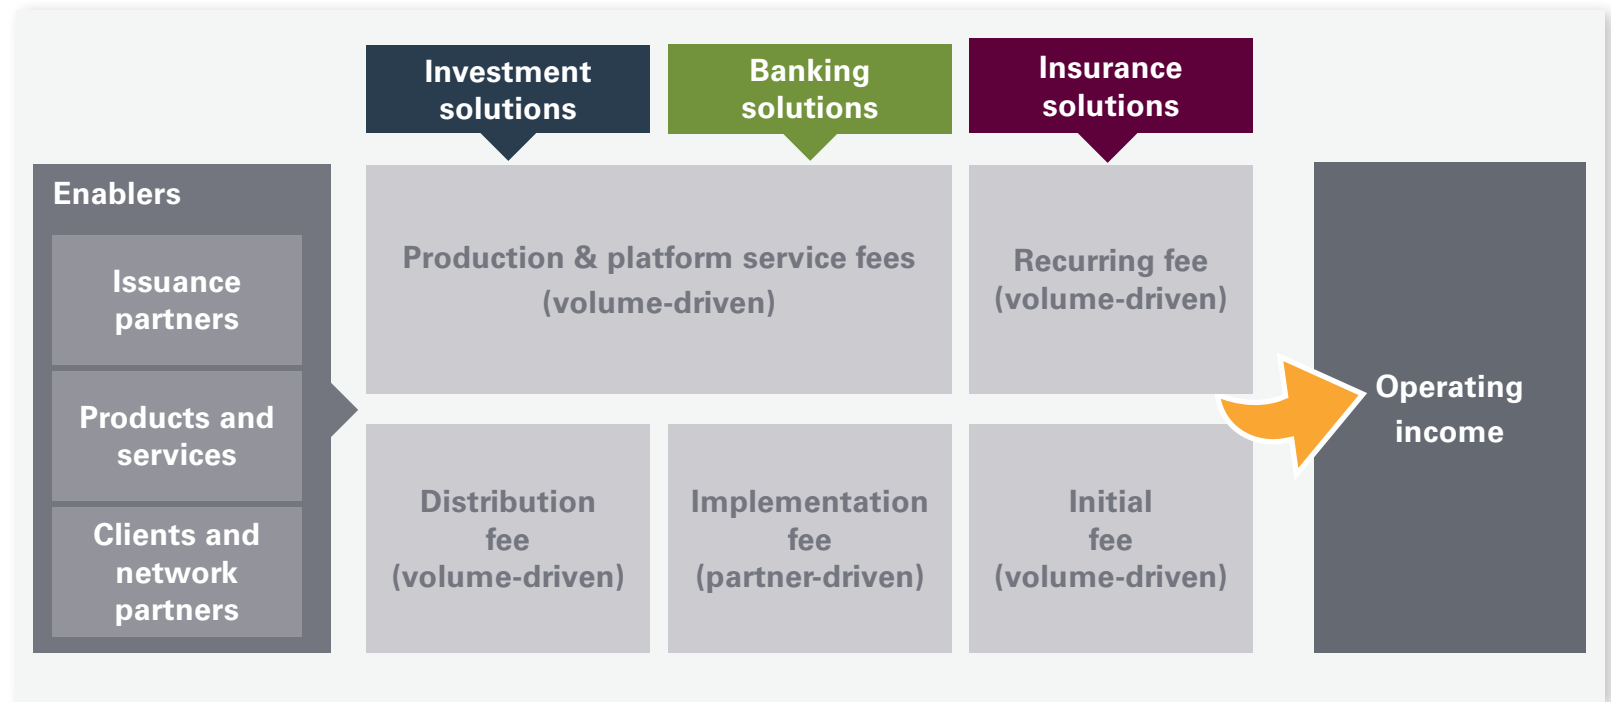 Investment
solutions
Banking
solutions
Insurance
solutions
Enablers
Issuance
partners
Products and
services
Clients and
network
partners
Production & platform service fees
(volume-driven)
Recurring fee
(volume-driven)
Distribution
fee
(volume-driven)
Implementation
fee
(partner-driven)
Initial
fee
(volume-driven)
Operating
income